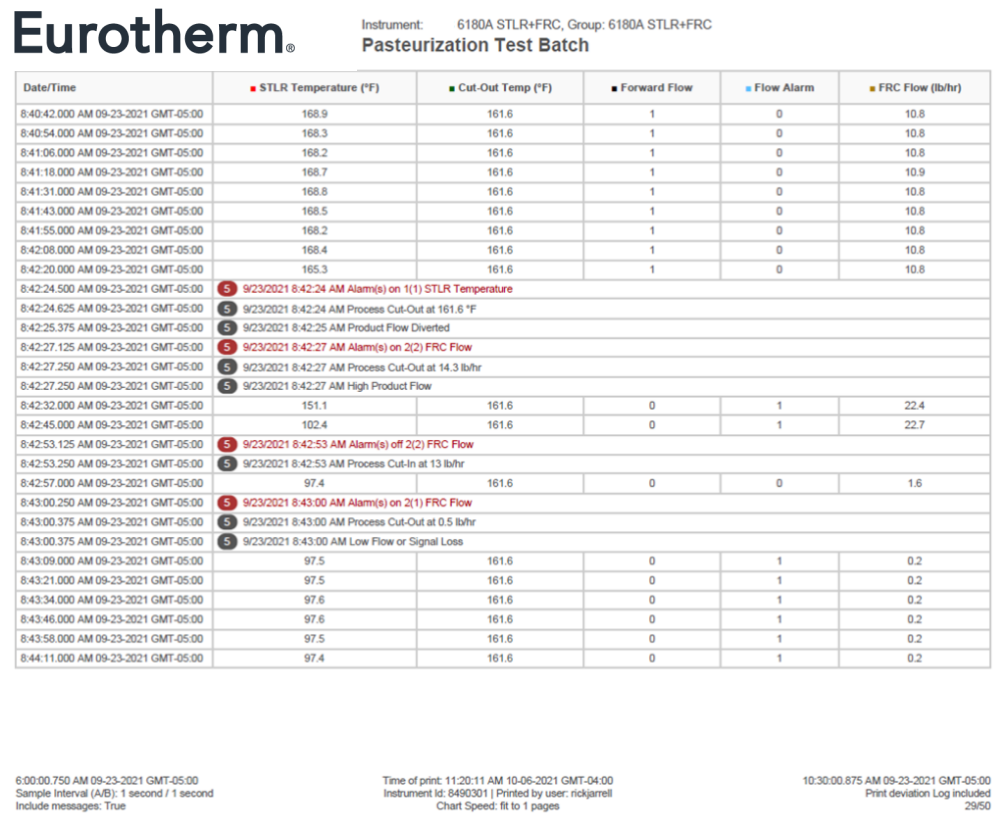 Eurotherm®
Instrument: 6180A STLR+FRC, Group: 6180A STLR+FRC
Pasteurization Test Batch
Date/Time STLR Temperature (°F) Cut-Out Temp (°F) Forward Flow Flow Alarm FRC Flow (lb/hr)
8:40:42.000 AM 09-23-2021 GMT-05:00 168.9 161.6 1 0 10.8
8:40:54.000 AM 09-23-2021 GMT-05:00 168.3 161.6 1 0 10.8
8:41:06.000 AM 09-23-2021 GMT-05:00 168.2 161.6 1 0 10.8
8:41:18.000 AM 09-23-2021 GMT-05:00 168.7 161.6 1 0 10.9
8:41:31.000 AM 09-23-2021 GMT-05:00 168.8 161.6 1 0 10.8
8:41:43.000 AM 09-23-2021 GMT-05:00 168.5 161.6 1 0 10.8
8:41:55.000 AM 09-23-2021 GMT-05:00 168.2 161.6 1 0 10.8
8:42:08.000 AM 09-23-2021 GMT-05:00 168.4 161.6 1 0 10.8
8:42:20.000 AM 09-23-2021 GMT-05:00 165.3 161.6 1 0 10.8
8:42:24.500 AM 09-23-2021 GMT-05:00 5 9/23/2021 8:42:24 AM Alarm(s) on 1(1) STLR Temperature
8:42:24.625 AM 09-23-2021 GMT-05:00 5 9/23/2021 8:42:24 AM Process Cut-Out at 161.6 °F
8:42:25.375 AM 09-23-2021 GMT-05:00 5 9/23/2021 8:42:25 AM Product Flow Diverted
8:42:27.125 AM 09-23-2021 GMT-05:00 5 9/23/2021 8:42:27 AM Alarm(s) on 2(2) FRC Flow
8:42:27.250 AM 09-23-2021 GMT-05:00 5 9/23/2021 8:42:27 AM Process Cut-Out at 14.3 lb/hr
8:42:27.250 AM 09-23-2021 GMT-05:00 5 9/23/2021 8:42:27 AM High Product Flow
8:42:32.000 AM 09-23-2021 GMT-05:00 151.1 161.6 0 1 22.4
8:42:45.000 AM 09-23-2021 GMT-05:00 102.4 161.6 0 1 22.7
8:42:53.125 AM 09-23-2021 GMT-05:00 5 9/23/2021 8:42:53 AM Alarm(s) off 2(2) FRC Flow
8:42:53.250 AM 09-23-2021 GMT-05:00 5 9/23/2021 8:42:53 AM Process Cut-In at 13 lb/hr
8:42:57.000 AM 09-23-2021 GMT-05:00 97.4 161.6 0 0 1.6
8:43:00.250 AM 09-23-2021 GMT-05:00 5 9/23/2021 8:43:00 AM Alarm(s) on 2(1) FRC Flow
8:43:00.375 AM 09-23-2021 GMT-05:00 5 9/23/2021 8:43:00 AM Process Cut-Out at 0.5 lb/hr
8:43:00.375 AM 09-23-2021 GMT-05:00 5 9/23/2021 8:43:00 AM Low Flow or Signal Loss
8:43:09.000 AM 09-23-2021 GMT-05:00 97.5 161.6 0 1 0.2
8:43:21.000 AM 09-23-2021 GMT-05:00 97.5 161.6 0 1 0.2
8:43:34.000 AM 09-23-2021 GMT-05:00 97.6 161.6 0 1 0.2
8:43:46.000 AM 09-23-2021 GMT-05:00 97.6 161.6 0 1 0.2
8:43:58.000 AM 09-23-2021 GMT-05:00 97.5 161.6 0 1 0.2
8:44:11.000 AM 09-23-2021 GMT-05:00 97.4 161.6 0 1 0.2
6:00:00.750 AM 09-23-2021 GMT-05:00 Time of print: 11:20:11 AM 10-06-2021 GMT-04:00 10:30:00.875 AM 09-23-2021 GMT-05:00
Sample Interval (A/B): 1 second / 1 second Instrument Id: 8490301 | Printed by user: rickjarrell Print deviation Log included
Include messages: True Chart Speed: fit to 1 pages 29/50